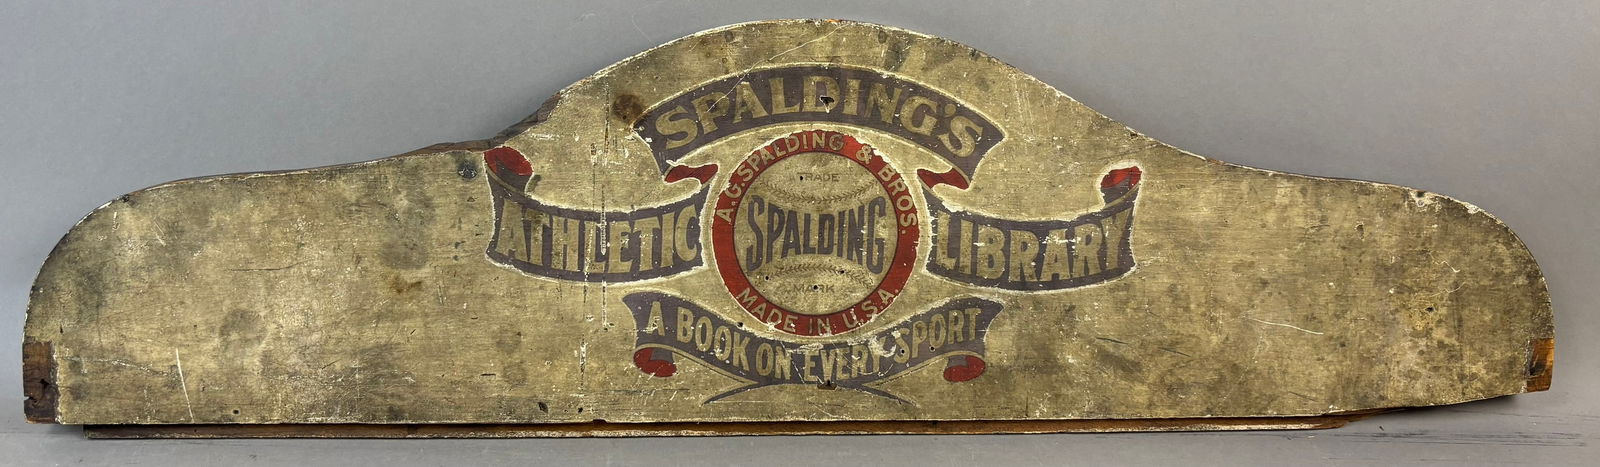 SPALDING'S
ATHLETIC LIBRARY
A.G. SPALDING & BROS.
TRADE
SPALDING
MARK
MADE IN U.S.A.
A BOOK ON EVERY SPORT